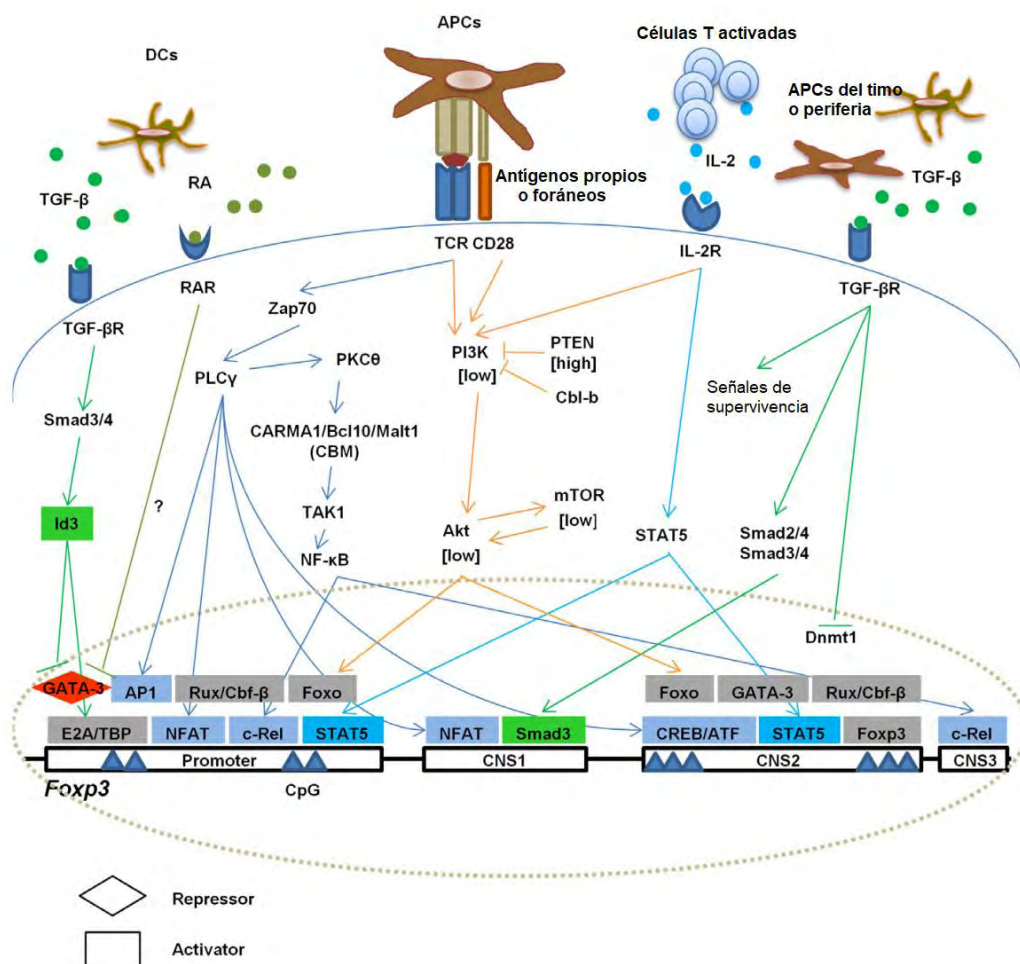 APCs
DCs
Células T activadas
APCs del timo
o periferia
RA
IL-2
TGF-β
TGF-β
Antígenos propios
o foráneos
TCR CD28
IL-2R
RAR
TGF-βR
Zap70
TGF-βR
PLCγ
PKCθ
PI3K
[low]
PTEN
[high]
Cbl-b
Señales de
supervivencia
Smad3/4
CARMA1/Bcl10/Malt1
(CBM)
?
Id3
TAK1
NF-κB
Akt
[low]
mTOR
[low]
STAT5
Smad2/4
Smad3/4
Dnmt1
GATA-3 AP1 Rux/Cbf-β Foxo Foxo GATA-3 Rux/Cbf-β
E2A/TBP NFAT c-Rel STAT5 NFAT Smad3 CREB/ATF STAT5 Foxp3 c-Rel
Promoter CNS1 CNS2 CNS3
Foxp3 CpG
Repressor
Activator